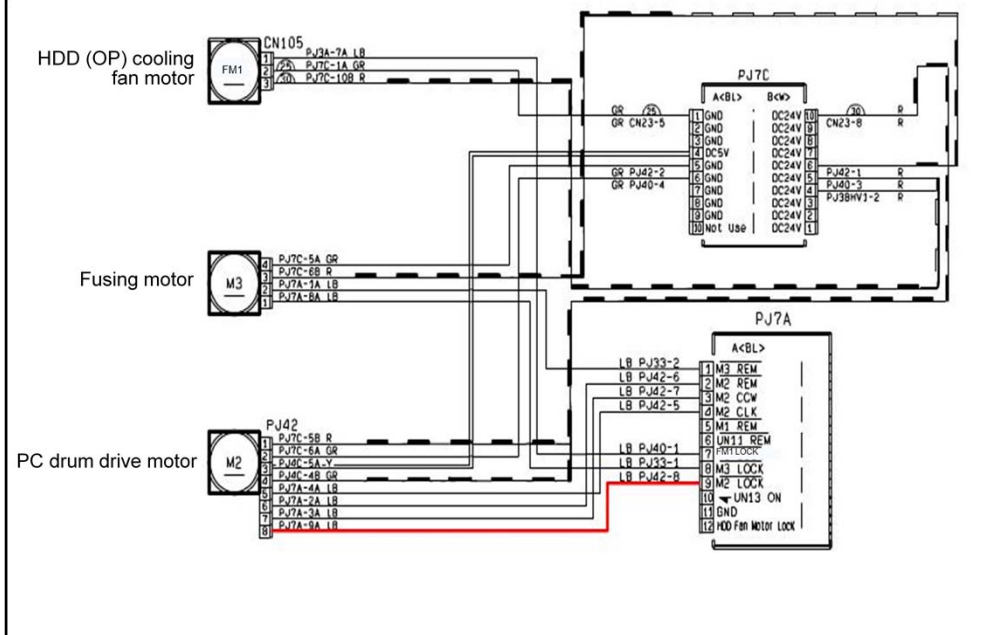 HDD (OP) cooling
fan motor
FM1
CN105
1 PJ3A-7A LB
2 25 PJ7C-1A GR
3 30 PJ7C-10B R
PJ7C
A<BL> B<W>
GR 25 1 GND DC24V 10 30 R
GR CN23-5 2 GND DC24V 9 CN23-8 R
3 GND DC24V 8
4 DC5V DC24V 7
5 GND DC24V 6
GR PJ42-2 6 GND DC24V 5 PJ42-1 R
GR PJ40-4 7 GND DC24V 4 PJ40-3 R
8 GND DC24V 3 PJ38HV1-2 R
9 GND DC24V 2
10 Not Use DC24V 1
Fusing motor
M3
4 PJ7C-5A GR
3 PJ7C-6B R
2 PJ7A-1A LB
1 PJ7A-8A LB
PJ7A
A<BL>
LB PJ33-2 1 M3 REM
LB PJ42-6 2 M2 REM
LB PJ42-7 3 M2 CCW
LB PJ42-5 4 M2 CLK
5 M1 REM
6 UN11 REM
LB PJ40-1 7 FM1 LOCK
LB PJ33-1 8 M3 LOCK
LB PJ42-8 9 M2 LOCK
10 UN13 ON
11 GND
12 HDD Fan Motor Lock
PC drum drive motor
M2
PJ42
1 PJ7C-5B R
2 PJ7C-6A GR
3 PJ4C-5A-Y
4 PJ4C-4B GR
5 PJ7A-4A LB
6 PJ7A-2A LB
7 PJ7A-3A LB
8 PJ7A-9A LB